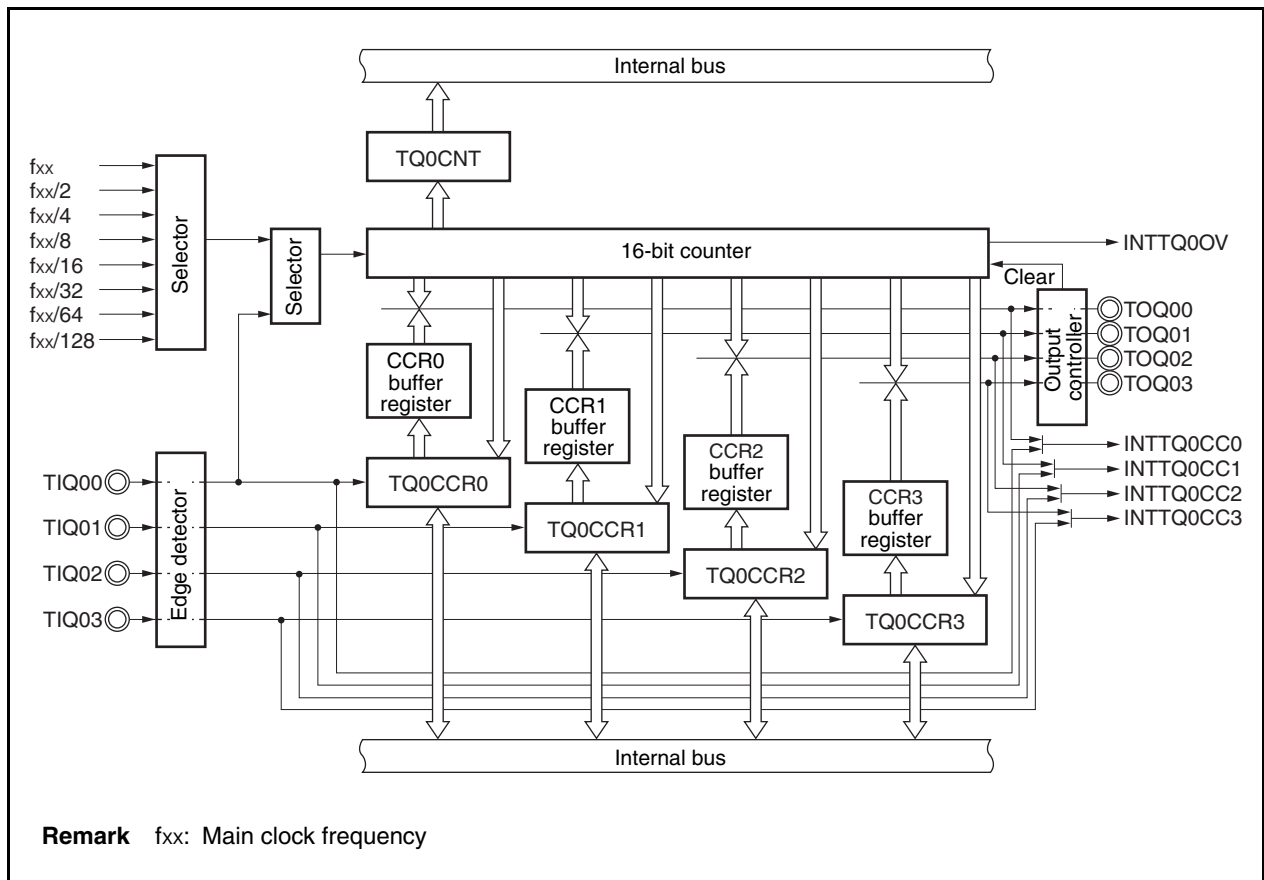 Internal bus
TQ0CNT
fxx
fxx/2
fxx/4
fxx/8
fxx/16
fxx/32
fxx/64
fxx/128
Selector
Selector
16-bit counter
INTTQ0OV
Clear
Output
controller
TOQ00
TOQ01
TOQ02
TOQ03
CCR0
buffer
register
CCR1
buffer
register
CCR2
buffer
register
CCR3
buffer
register
INTTQ0CC0
INTTQ0CC1
INTTQ0CC2
INTTQ0CC3
TIQ00
TIQ01
TIQ02
TIQ03
Edge detector
TQ0CCR0
TQ0CCR1
TQ0CCR2
TQ0CCR3
Internal bus
Remark fxx: Main clock frequency